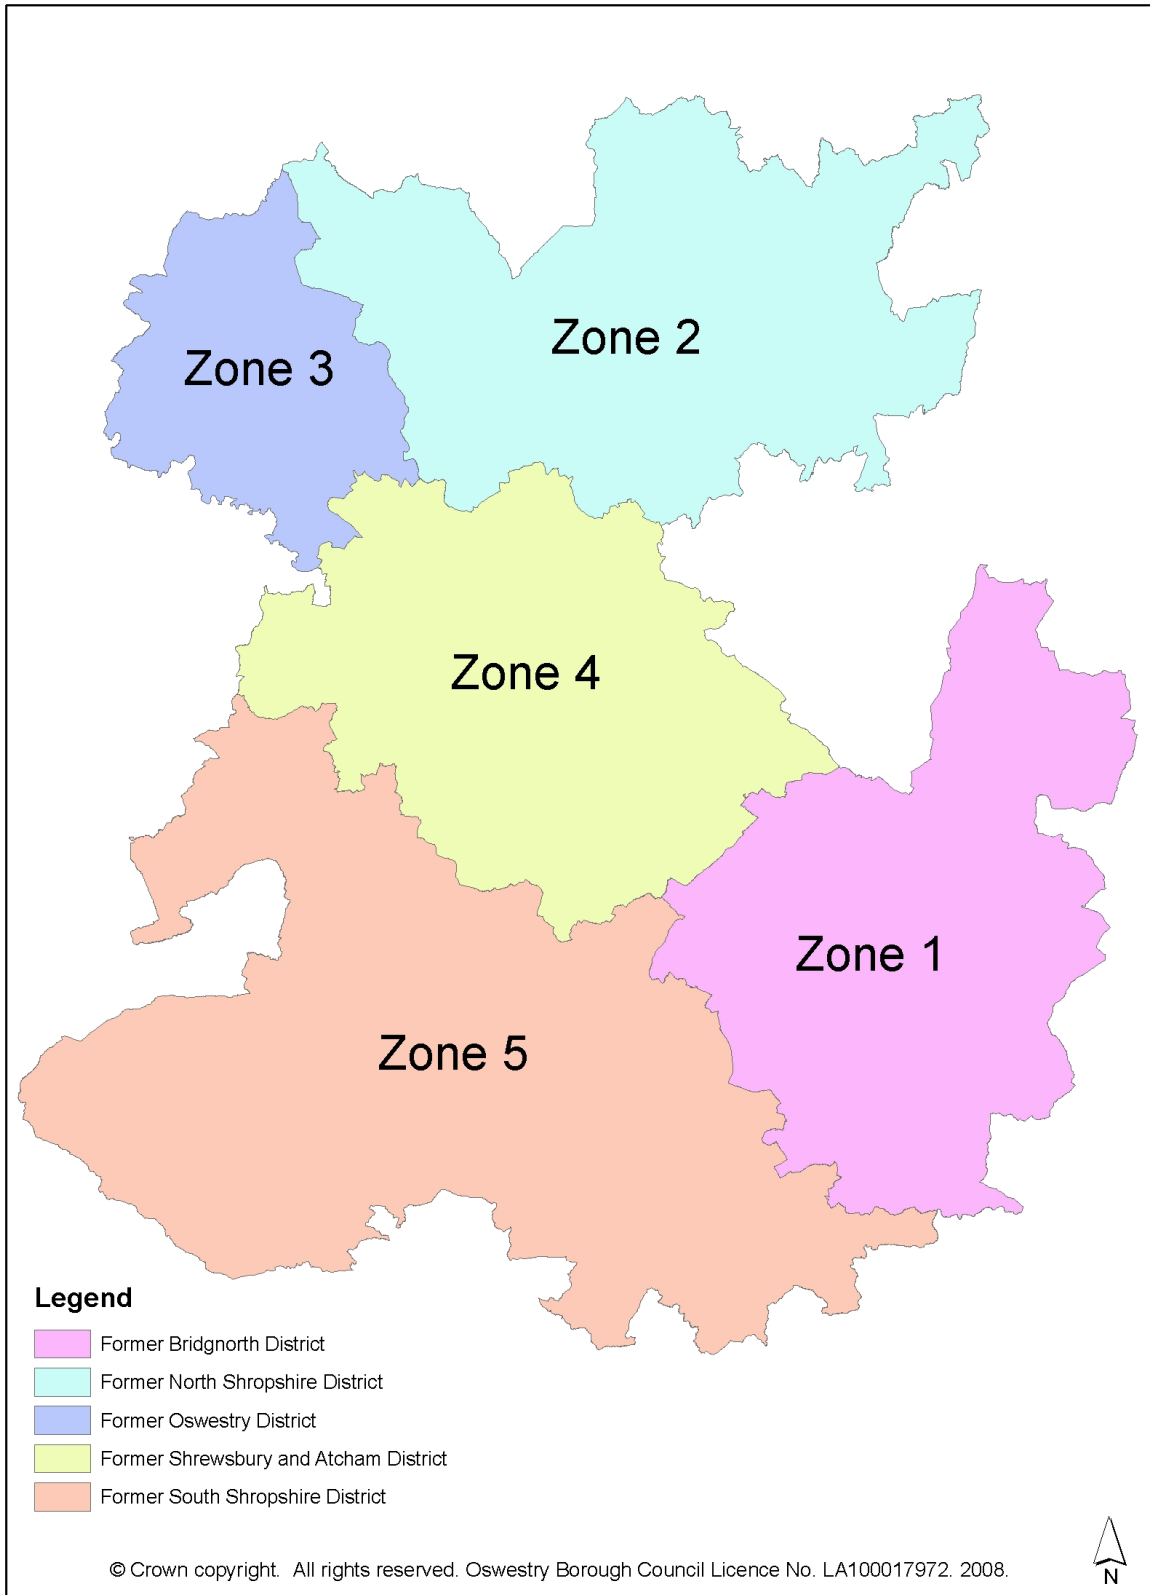 Zone 2
Zone 3
Zone 4
Zone 1
Zone 5
Legend
Former Bridgnorth District
Former North Shropshire District
Former Oswestry District
Former Shrewsbury and Atcham District
Former South Shropshire District
© Crown copyright. All rights reserved. Oswestry Borough Council Licence No. LA100017972. 2008.
N